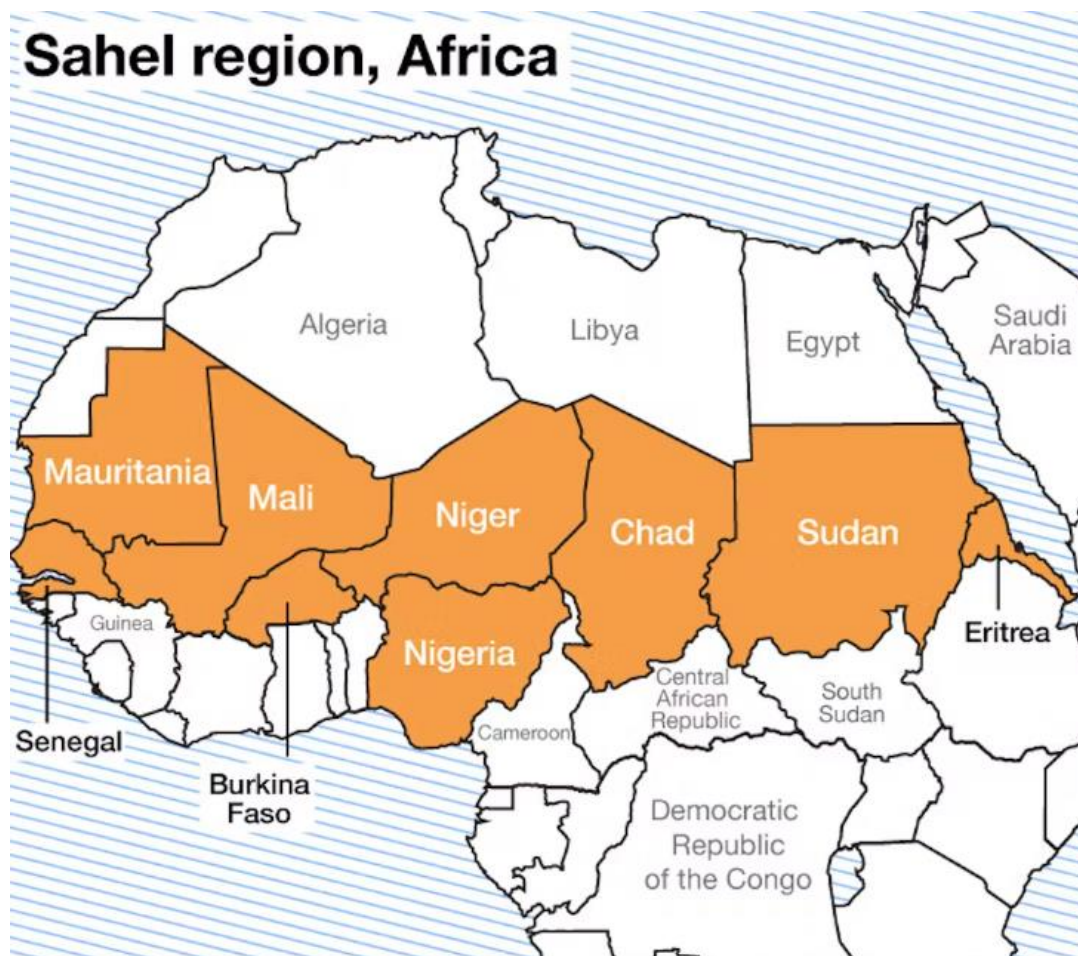 Sahel region, Africa
Algeria
Libya
Egypt
Saudi
Arabia
Mauritania
Mali
Niger
Chad
Sudan
Guinea
Nigeria
Eritrea
Senegal
Burkina
Faso
Cameroon
Central
African
Republic
South
Sudan
Democratic
Republic
of the Congo